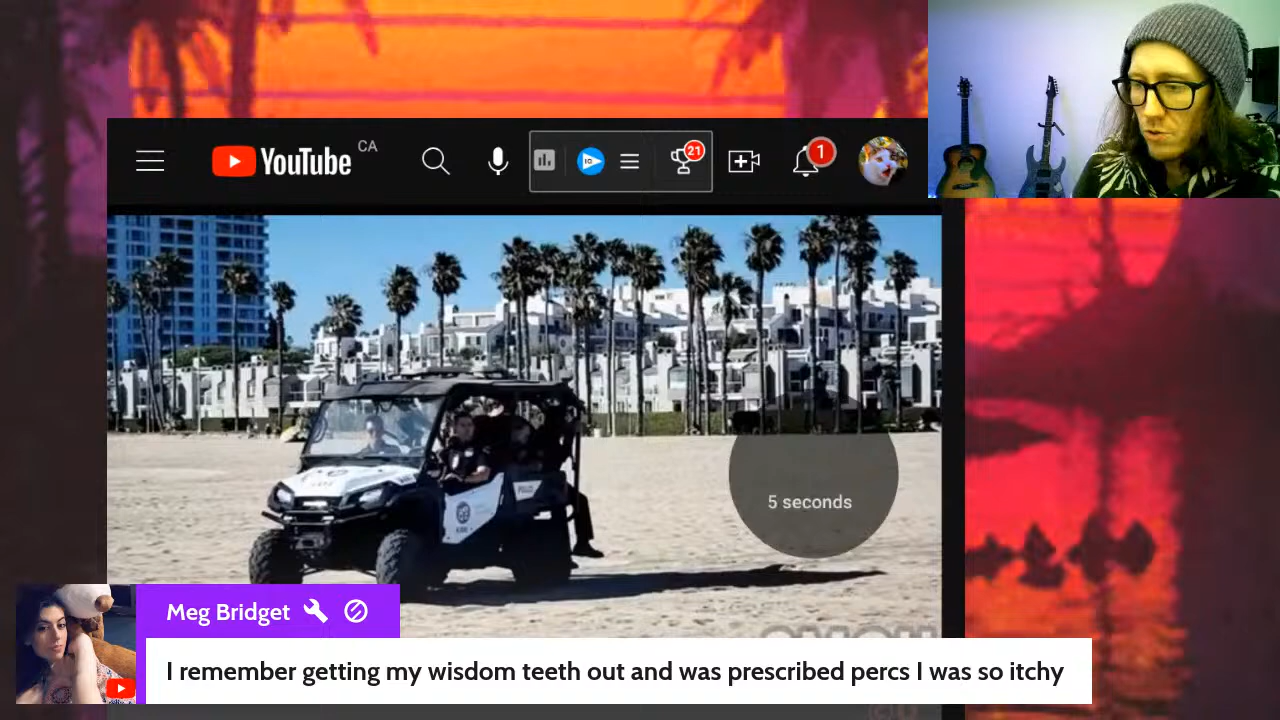 YouTube CA
21
1
5 seconds
Meg Bridget
I remember getting my wisdom teeth out and was prescribed percs I was so itchy